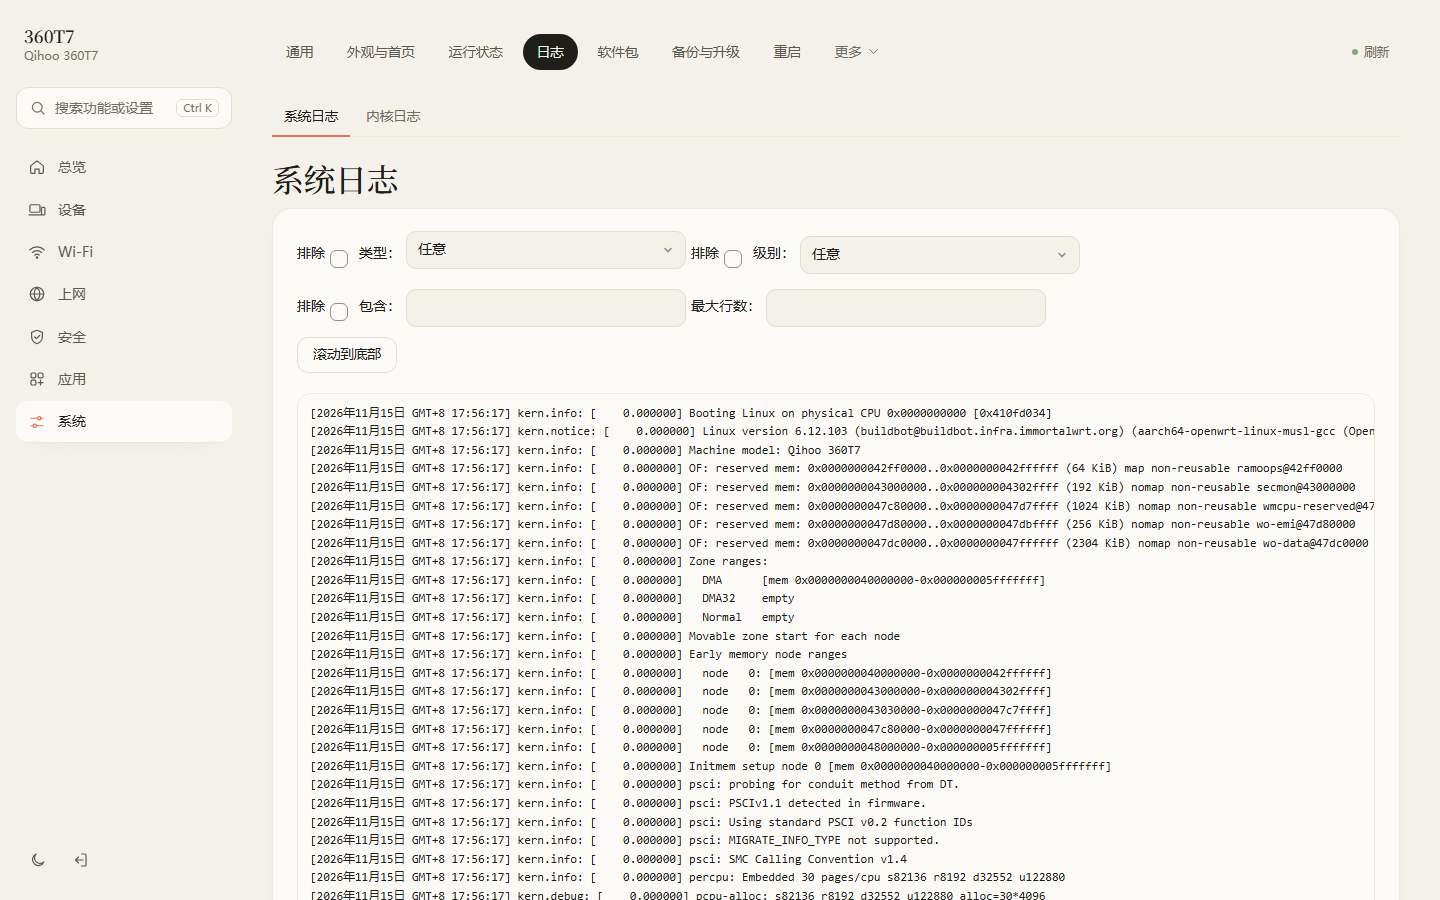 360T7
Qihoo 360T7
搜索功能或设置 Ctrl K
总览
设备
Wi-Fi
上网
安全
应用
系统
通用 外观与首页 运行状态 日志 软件包 备份与升级 重启 更多 刷新
系统日志 内核日志
系统日志
排除 类型： 任意 排除 级别： 任意
排除 包含： 最大行数：
滚动到底部
[2026年11月15日 GMT+8 17:56:17] kern.info: [    0.000000] Booting Linux on physical CPU 0x0000000000 [0x410fd034]
[2026年11月15日 GMT+8 17:56:17] kern.notice: [    0.000000] Linux version 6.12.103 (buildbot@buildbot.infra.immortalwrt.org) (aarch64-openwrt-linux-musl-gcc (Open
[2026年11月15日 GMT+8 17:56:17] kern.info: [    0.000000] Machine model: Qihoo 360T7
[2026年11月15日 GMT+8 17:56:17] kern.info: [    0.000000] OF: reserved mem: 0x0000000042ff0000..0x0000000042ffffff (64 KiB) map non-reusable ramoops@42ff0000
[2026年11月15日 GMT+8 17:56:17] kern.info: [    0.000000] OF: reserved mem: 0x0000000043000000..0x000000004302ffff (192 KiB) nomap non-reusable secmon@43000000
[2026年11月15日 GMT+8 17:56:17] kern.info: [    0.000000] OF: reserved mem: 0x0000000047c80000..0x0000000047d7ffff (1024 KiB) nomap non-reusable wmcpu-reserved@47
[2026年11月15日 GMT+8 17:56:17] kern.info: [    0.000000] OF: reserved mem: 0x0000000047d80000..0x0000000047dbffff (256 KiB) nomap non-reusable wo-emi@47d80000
[2026年11月15日 GMT+8 17:56:17] kern.info: [    0.000000] OF: reserved mem: 0x0000000047dc0000..0x0000000047ffffff (2304 KiB) nomap non-reusable wo-data@47dc0000
[2026年11月15日 GMT+8 17:56:17] kern.info: [    0.000000] Zone ranges:
[2026年11月15日 GMT+8 17:56:17] kern.info: [    0.000000]   DMA      [mem 0x0000000040000000-0x000000005fffffff]
[2026年11月15日 GMT+8 17:56:17] kern.info: [    0.000000]   DMA32    empty
[2026年11月15日 GMT+8 17:56:17] kern.info: [    0.000000]   Normal   empty
[2026年11月15日 GMT+8 17:56:17] kern.info: [    0.000000] Movable zone start for each node
[2026年11月15日 GMT+8 17:56:17] kern.info: [    0.000000] Early memory node ranges
[2026年11月15日 GMT+8 17:56:17] kern.info: [    0.000000]   node   0: [mem 0x0000000040000000-0x0000000042ffffff]
[2026年11月15日 GMT+8 17:56:17] kern.info: [    0.000000]   node   0: [mem 0x0000000043000000-0x000000004302ffff]
[2026年11月15日 GMT+8 17:56:17] kern.info: [    0.000000]   node   0: [mem 0x0000000043030000-0x0000000047c7ffff]
[2026年11月15日 GMT+8 17:56:17] kern.info: [    0.000000]   node   0: [mem 0x0000000047c80000-0x0000000047ffffff]
[2026年11月15日 GMT+8 17:56:17] kern.info: [    0.000000]   node   0: [mem 0x0000000048000000-0x000000005fffffff]
[2026年11月15日 GMT+8 17:56:17] kern.info: [    0.000000] Initmem setup node 0 [mem 0x0000000040000000-0x000000005fffffff]
[2026年11月15日 GMT+8 17:56:17] kern.info: [    0.000000] psci: probing for conduit method from DT.
[2026年11月15日 GMT+8 17:56:17] kern.info: [    0.000000] psci: PSCIv1.1 detected in firmware.
[2026年11月15日 GMT+8 17:56:17] kern.info: [    0.000000] psci: Using standard PSCI v0.2 function IDs
[2026年11月15日 GMT+8 17:56:17] kern.info: [    0.000000] psci: MIGRATE_INFO_TYPE not supported.
[2026年11月15日 GMT+8 17:56:17] kern.info: [    0.000000] psci: SMC Calling Convention v1.4
[2026年11月15日 GMT+8 17:56:17] kern.info: [    0.000000] percpu: Embedded 30 pages/cpu s82136 r8192 d32552 u122880
[2026年11月15日 GMT+8 17:56:17] kern.debug: [    0.000000] pcpu-alloc: s82136 r8192 d32552 u122880 alloc=30*4096